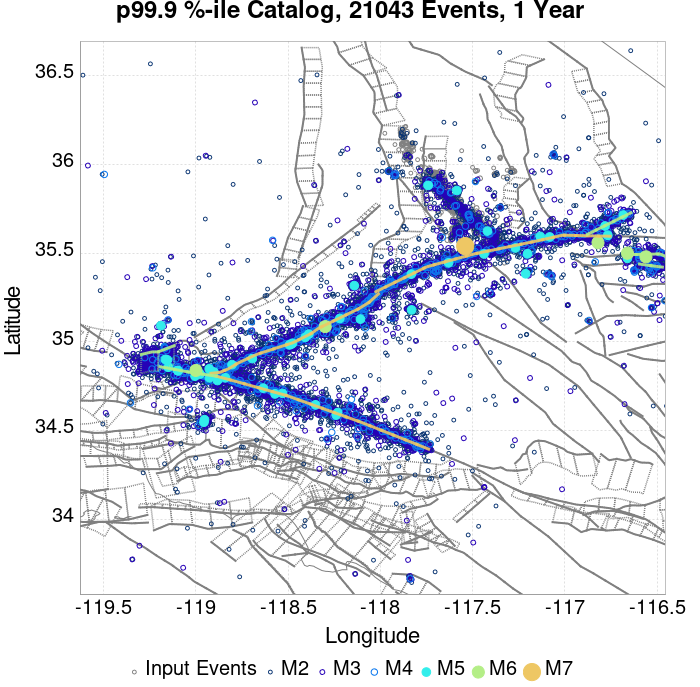 p99.9 %-ile Catalog, 21043 Events, 1 Year
36.5
36
35.5
35
34.5
34
Latitude
-119.5 -119 -118.5 -118 -117.5 -117 -116.5
Longitude
Input Events M2 M3 M4 M5 M6 M7